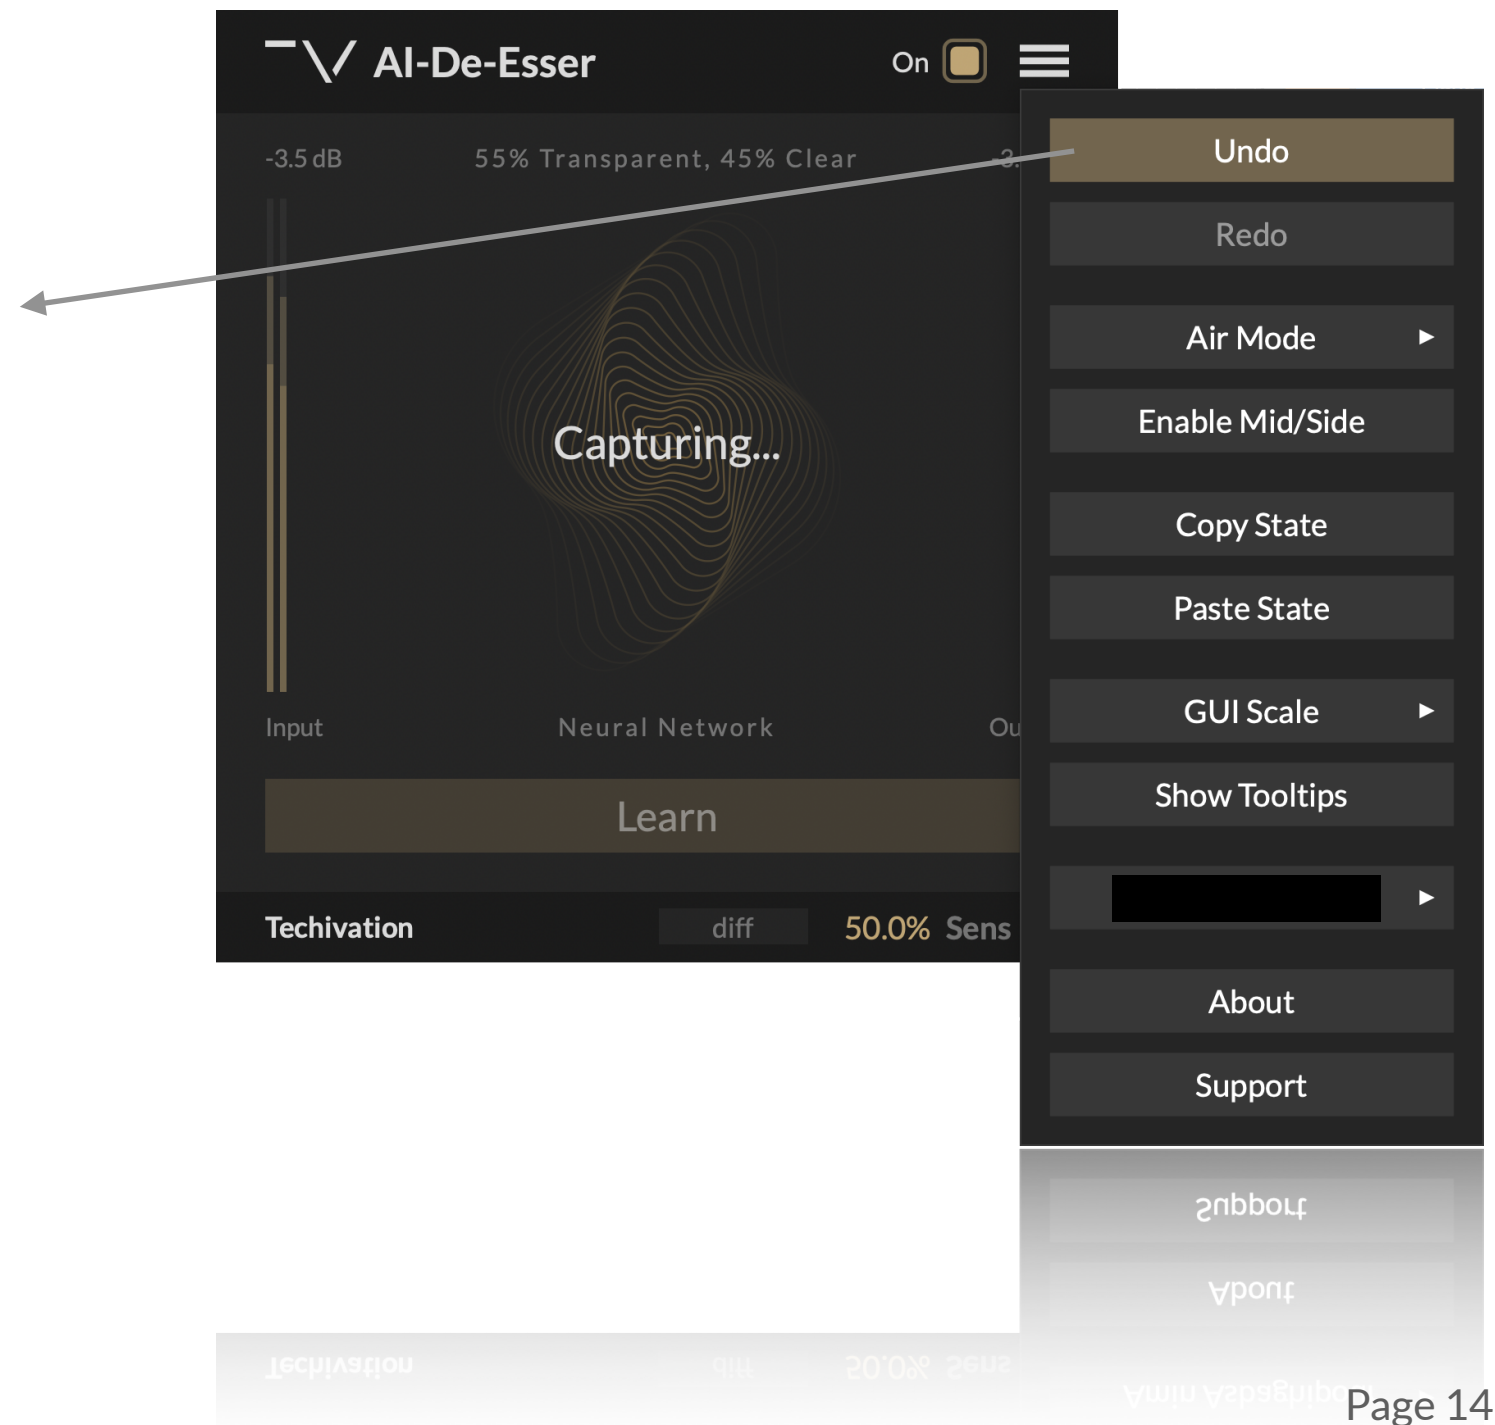 AI-De-Esser
On
-3.5 dB
55% Transparent, 45% Clear
-3.
Capturing...
Input
Neural Network
Ou
Learn
Techivation
diff
50.0% Sens
Undo
Redo
Air Mode
Enable Mid/Side
Copy State
Paste State
GUI Scale
Show Tooltips
About
Support
Support
About
Techivation
diff
50.0% Sens
Page 14